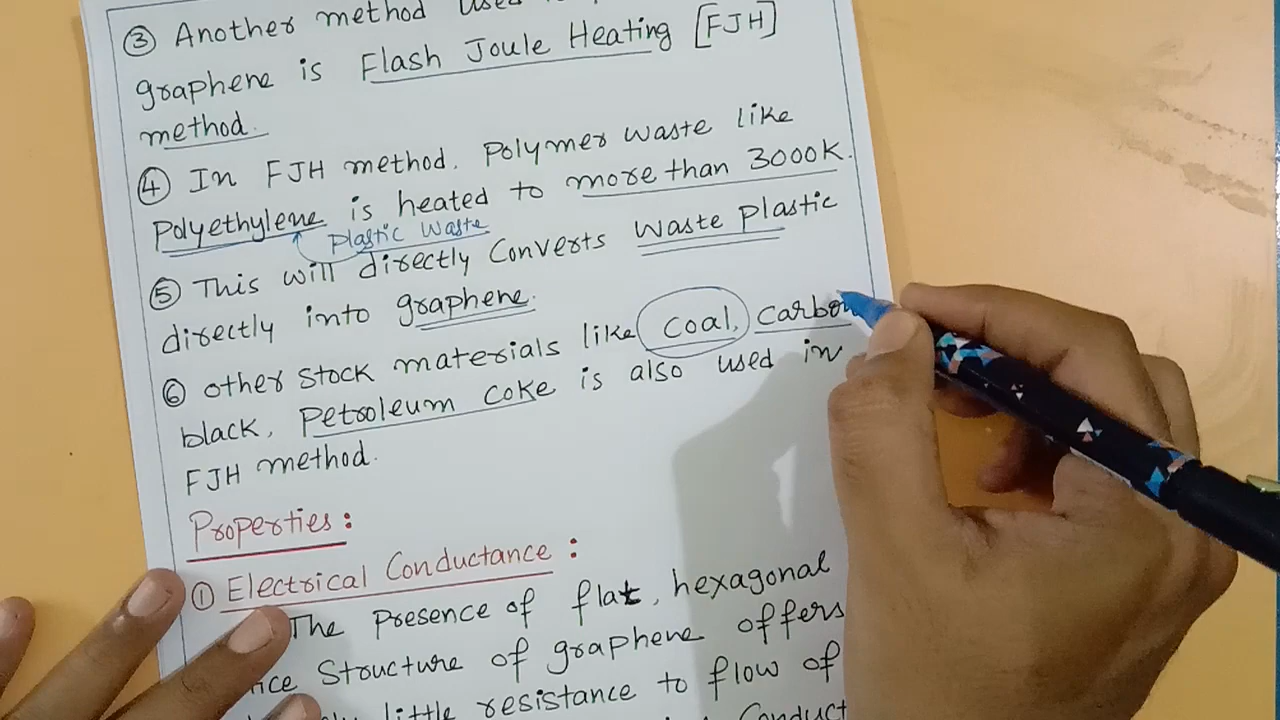 ③ Another method used
graphene is Flash Joule Heating [FJH]
method.
④ In FJH method. Polymer waste like
Polyethylene is heated to more than 3000K.
Plastic Waste
⑤ This will directly Converts waste plastic
directly into graphene.
⑥ other stock materials like coal, carbon
black, Petroleum coke is also used in
FJH method.
Properties:
① Electrical Conductance :
The Presence of flat, hexagonal
Structure of graphene offers
little resistance to flow of
Conduct